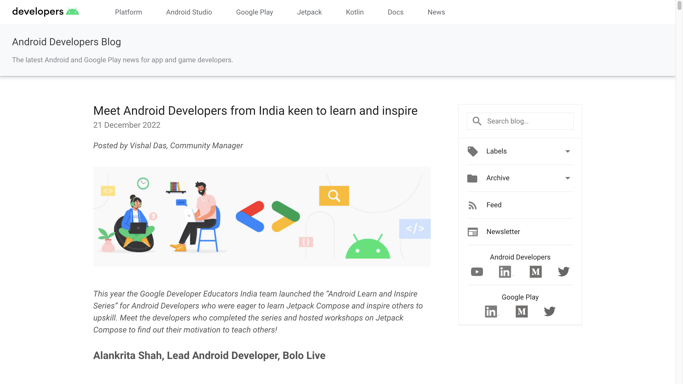 developers
Platform Android Studio Google Play Jetpack Kotlin Docs News
Android Developers Blog
The latest Android and Google Play news for app and game developers.
Meet Android Developers from India keen to learn and inspire
21 December 2022
Posted by Vishal Das, Community Manager
</>
{}
</>
This year the Google Developer Educators India team launched the “Android Learn and Inspire
Series” for Android Developers who were eager to learn Jetpack Compose and inspire others to
upskill. Meet the developers who completed the series and hosted workshops on Jetpack
Compose to find out their motivation to teach others!
Alankrita Shah, Lead Android Developer, Bolo Live
Search blog...
Labels
Archive
Feed
Newsletter
Android Developers
Google Play